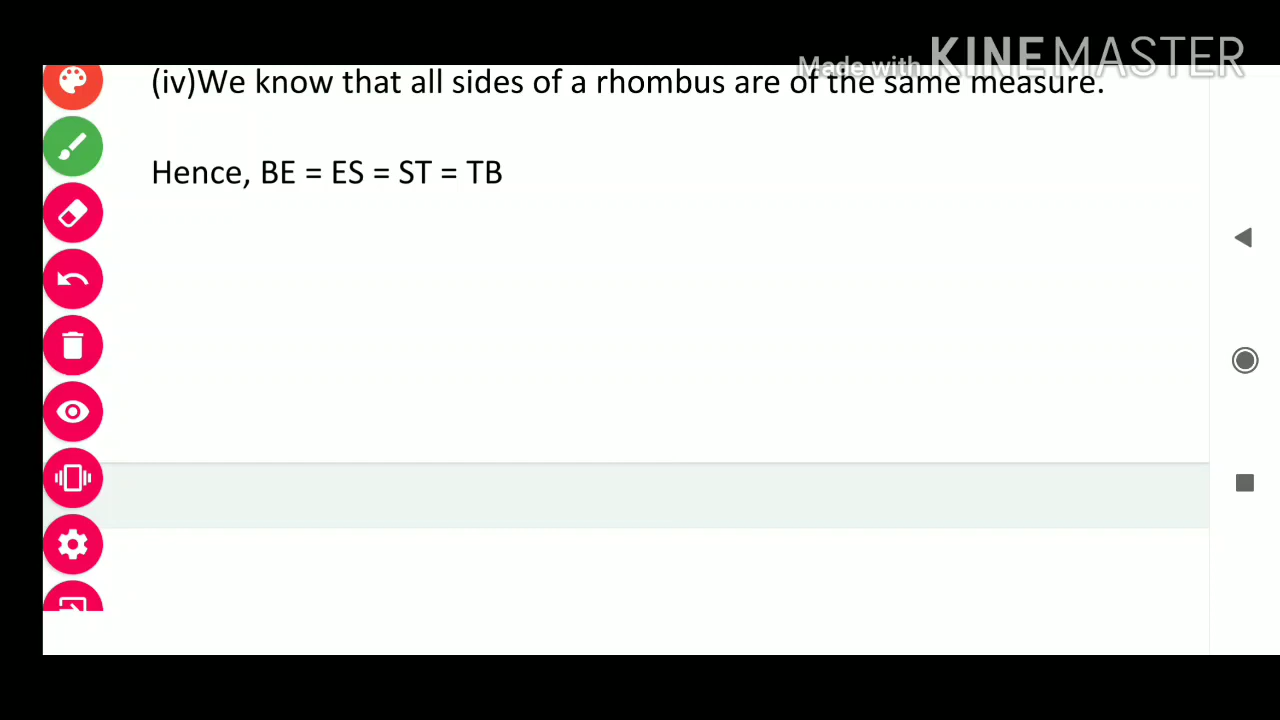 Made with KINEMASTER
(iv)We know that all sides of a rhombus are of the same measure.
Hence, BE = ES = ST = TB